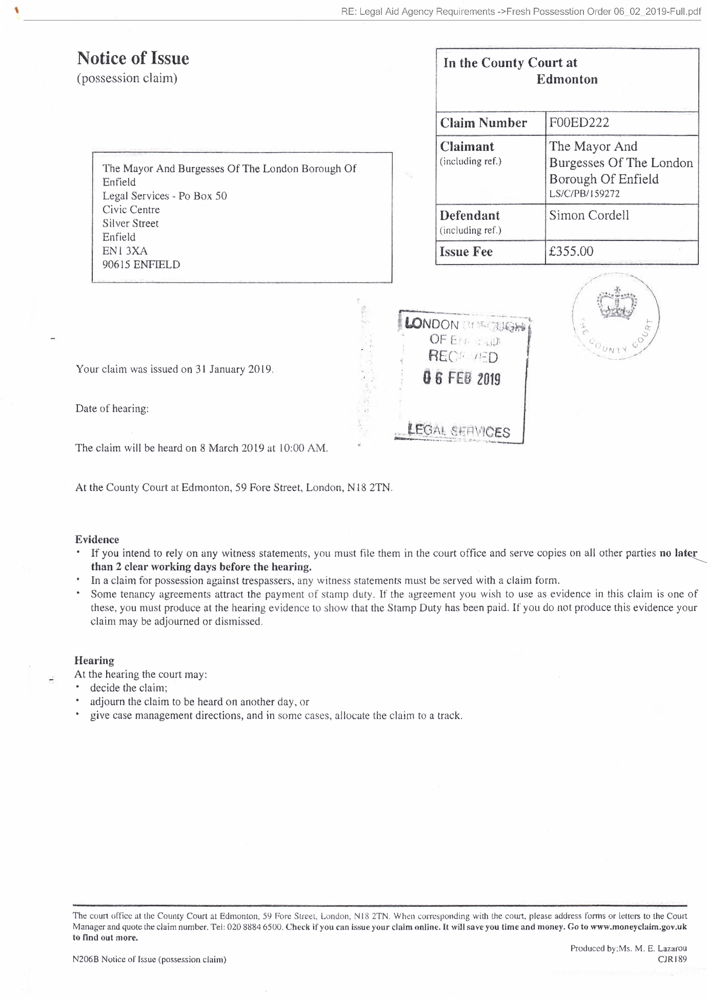 RE: Legal Aid Agency Requirements ->Fresh Possesstion Order 06_02_2019-Full.pdf
Notice of Issue
(possession claim)
In the County Court at
Edmonton
Claim Number F00ED222
Claimant The Mayor And
(including ref.) Burgesses Of The London
Borough Of Enfield
LS/C/PB/159272
Defendant Simon Cordell
(including ref.)
Issue Fee £355.00
The Mayor And Burgesses Of The London Borough Of
Enfield
Legal Services - Po Box 50
Civic Centre
Silver Street
Enfield
EN1 3XA
90615 ENFIELD
THE COUNTY COURT
LONDON
OF
RECEIVED
06 FEB 2019
LEGAL SERVICES
Your claim was issued on 31 January 2019.
Date of hearing:
The claim will be heard on 8 March 2019 at 10:00 AM.
At the County Court at Edmonton, 59 Fore Street, London, N18 2TN.
Evidence
• If you intend to rely on any witness statements, you must file them in the court office and serve copies on all other parties no later
than 2 clear working days before the hearing.
• In a claim for possession against trespassers, any witness statements must be served with a claim form.
• Some tenancy agreements attract the payment of stamp duty. If the agreement you wish to use as evidence in this claim is one of
these, you must produce at the hearing evidence to show that the Stamp Duty has been paid. If you do not produce this evidence your
claim may be adjourned or dismissed.
Hearing
At the hearing the court may:
• decide the claim;
• adjourn the claim to be heard on another day, or
• give case management directions, and in some cases, allocate the claim to a track.
The court office at the County Court at Edmonton, 59 Fore Street, London, N18 2TN. When corresponding with the court, please address forms or letters to the Court
Manager and quote the claim number. Tel: 020 8884 6500. Check if you can issue your claim online. It will save you time and money. Go to www.moneyclaim.gov.uk
to find out more.
Produced by:Ms. M. E. Lazarou
N206B Notice of Issue (possession claim)
CJR189